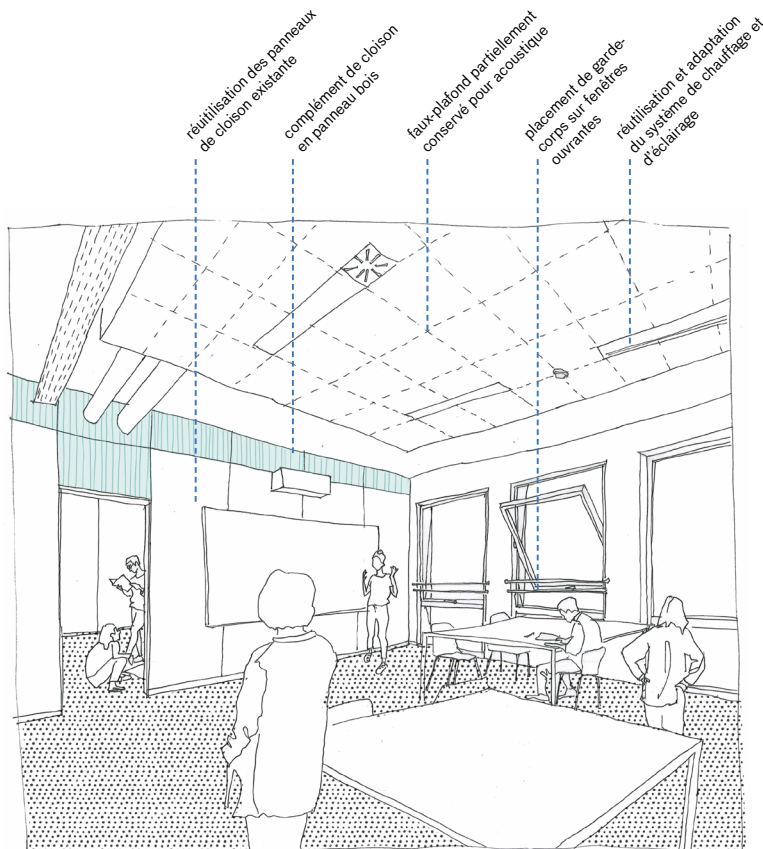 réutilisation des panneaux
de cloison existante
complément de cloison
en panneau bois
faux-plafond partiellement
conservé pour acoustique
placement de garde-
corps sur fenêtres
ouvrantes
réutilisation et adaptation
du système de chauffage et
d'éclairage